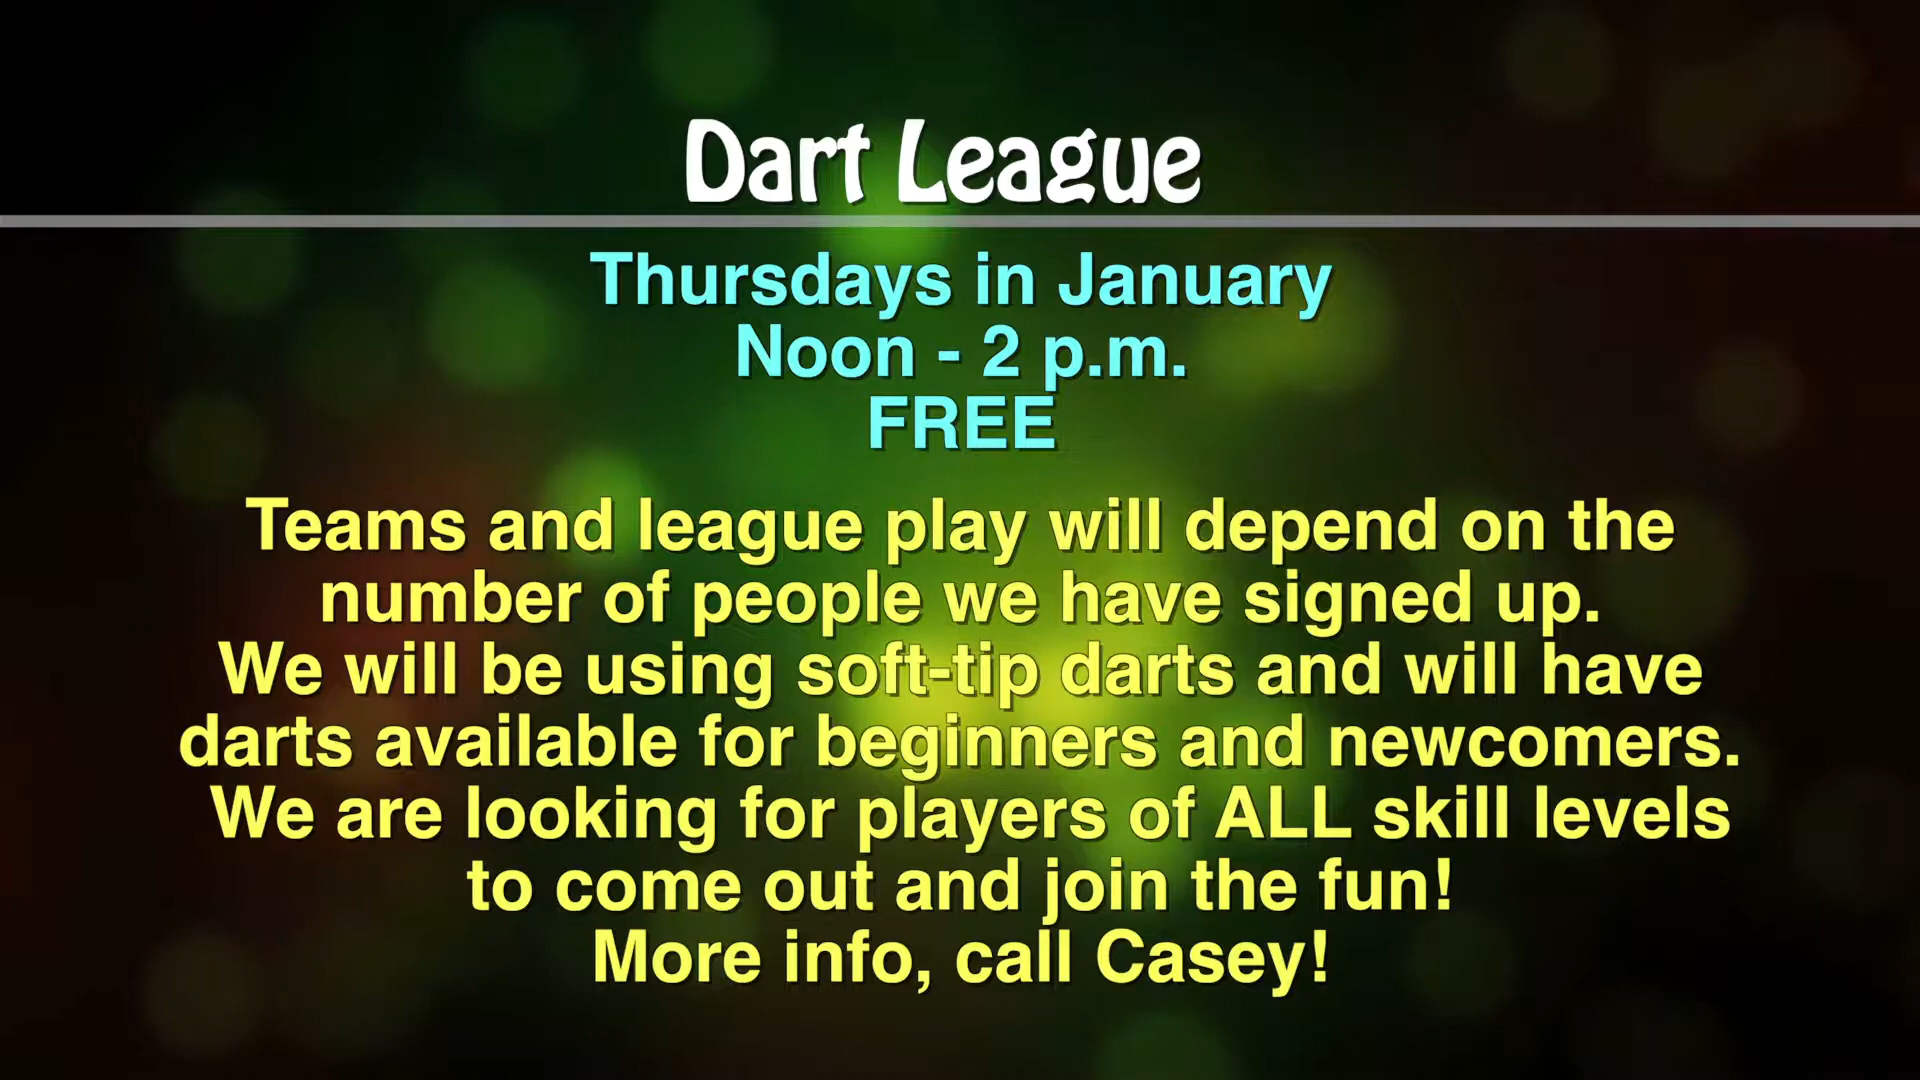 Dart League
Thursdays in January
Noon - 2 p.m.
FREE
Teams and league play will depend on the
number of people we have signed up.
We will be using soft-tip darts and will have
darts available for beginners and newcomers.
We are looking for players of ALL skill levels
to come out and join the fun!
More info, call Casey!